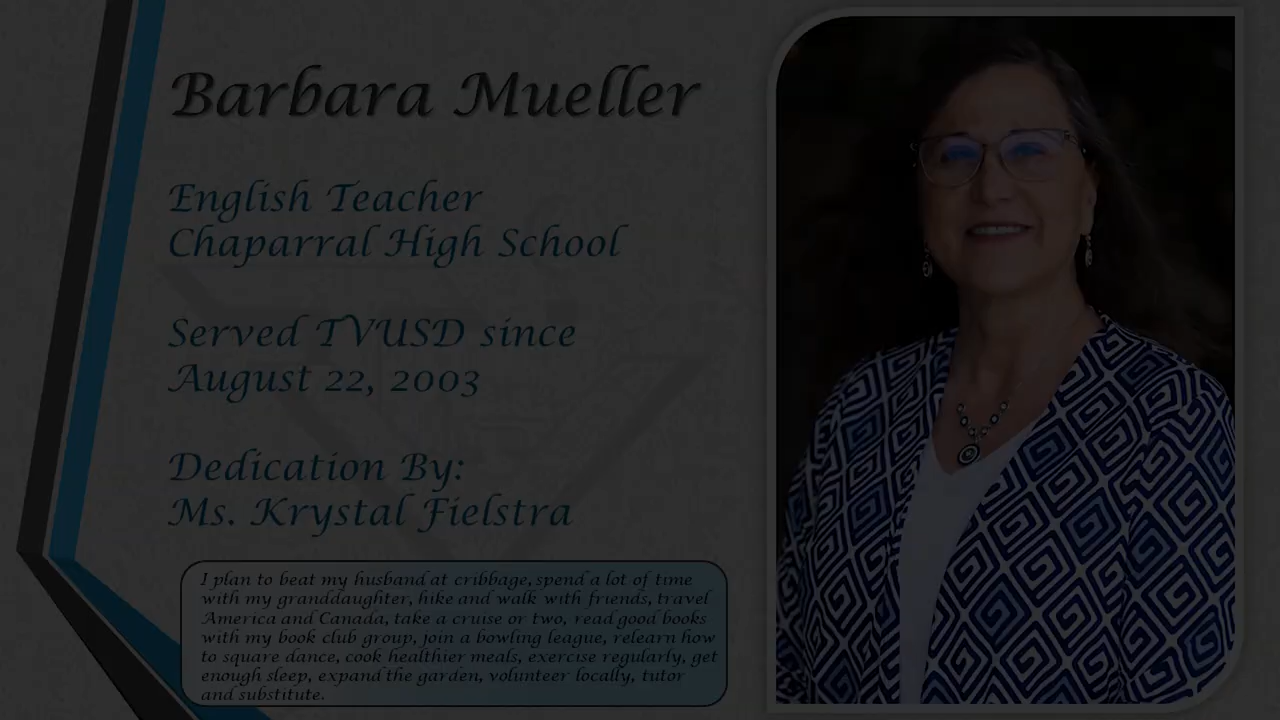 Barbara Mueller
English Teacher
Chaparral High School
Served TVUSD since
August 22, 2003
Dedication By:
Ms. Krystal Fielstra
I plan to beat my husband at cribbage, spend a lot of time
with my granddaughter, hike and walk with friends, travel
America and Canada, take a cruise or two, read good books
with my book club group, join a bowling league, relearn how
to square dance, cook healthier meals, exercise regularly, get
enough sleep, expand the garden, volunteer locally, tutor
and substitute.